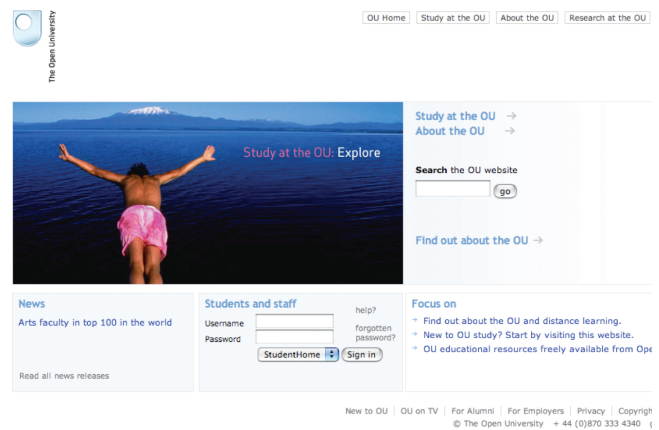 The Open University
OU Home
Study at the OU
About the OU
Research at the OU
Study at the OU: Explore
Study at the OU →
About the OU →
Search the OU website
go
Find out about the OU →
News
Arts faculty in top 100 in the world
Read all news releases
Students and staff
help?
Username
forgotten
password?
Password
StudentHome
Sign in
Focus on
Find out about the OU and distance learning.
New to OU study? Start by visiting this website.
OU educational resources freely available from
New to OU | OU on TV | For Alumni | For Employers | Privacy |
© The Open University + 44 (0)870 333 4340